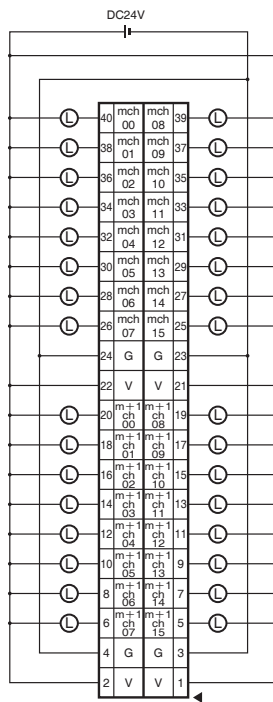 DC24V
L 40 mch 00 mch 08 39 L
L 38 mch 01 mch 09 37 L
L 36 mch 02 mch 10 35 L
L 34 mch 03 mch 11 33 L
L 32 mch 04 mch 12 31 L
L 30 mch 05 mch 13 29 L
L 28 mch 06 mch 14 27 L
L 26 mch 07 mch 15 25 L
24 G G 23
22 V V 21
L 20 m+1 ch 00 m+1 ch 08 19 L
L 18 m+1 ch 01 m+1 ch 09 17 L
L 16 m+1 ch 02 m+1 ch 10 15 L
L 14 m+1 ch 03 m+1 ch 11 13 L
L 12 m+1 ch 04 m+1 ch 12 11 L
L 10 m+1 ch 05 m+1 ch 13 9 L
L 8 m+1 ch 06 m+1 ch 14 7 L
L 6 m+1 ch 07 m+1 ch 15 5 L
4 G G 3
2 V V 1